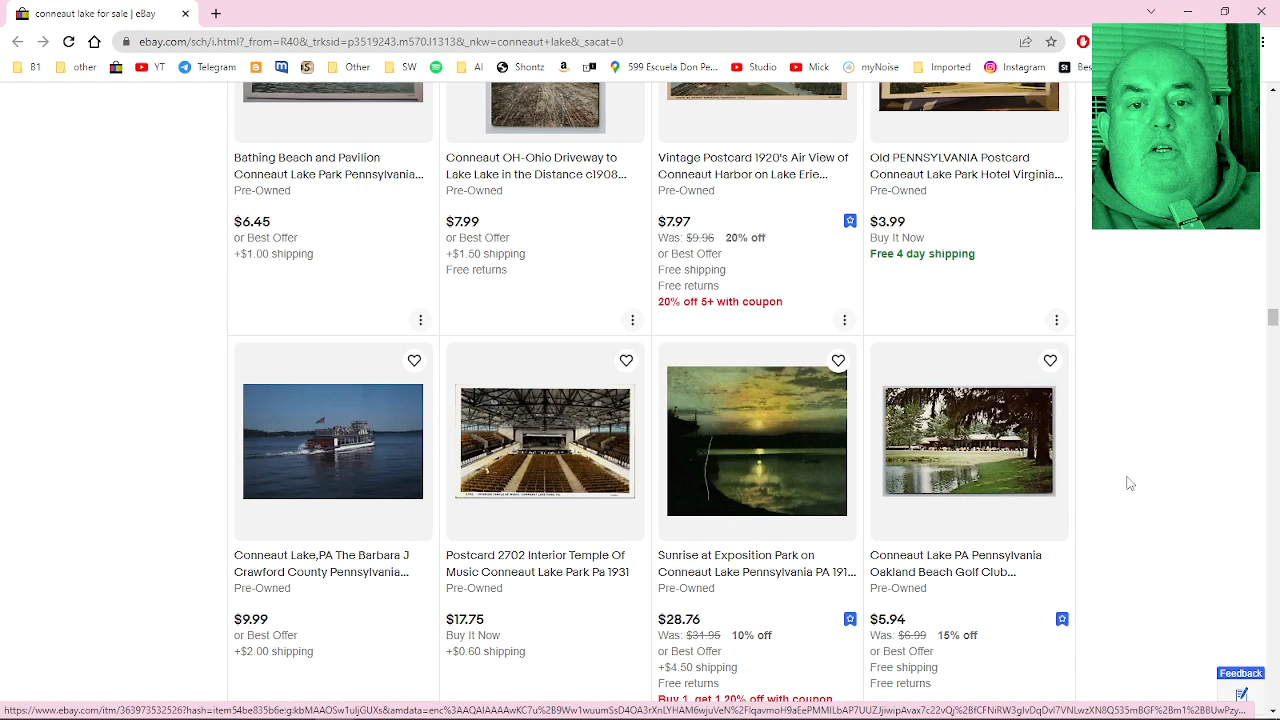 conneaut lake for sale | eBay
ebay.com/sch/i.html?_from=R40&_trksid=p3519202.m570.l1313&_nkw=conneaut+lake&_sacat=0
B1
other
YT
Telegram
Other
AI
599 Escuela Don Pe...
Studio
Mick
myNoise
Imported
Instagram
Bathing Beach and Pavilion
Conneaut Lake Park Pennsylvania...
Pre-Owned
$6.45
or Best Offer
+$1.00 shipping
Conneaut OH-Ohio Driveway to
Lake Lake in the Distance c1908...
Pre-Owned
$7.99
or Best Offer
+$1.50 shipping
Free returns
Vintage Postcard 1920's Air View of
Conneaut Harbor on Lake Erie...
Pre-Owned
$7.97
Was: $9.96 20% off
or Best Offer
Free shipping
Free returns
20% off 5+ with coupon
Old PENNSYLVANIA Postcard
Conneaut Lake Park Hotel Virginia...
Pre-Owned
$3.99
Buy It Now
Free 4 day shipping
Conneaut Lake,PA The Barbara J
Crawford County Pennsylvania...
Pre-Owned
$9.99
or Best Offer
+$2.00 shipping
Postcard 2702 Interior Temple Of
Music Conneaut Lake Park Pa 1931
Pre-Owned
$17.75
Buy It Now
+$0.60 shipping
Sunrise at Exposition Park on
Conneaut Lake Pennsylvania PA 191...
Pre-Owned
$28.76
Was: $31.95 10% off
or Best Offer
+$4.50 shipping
Free returns
Buy 1, get 1 20% off with coupon
Conneaut Lake PA Pennsylvania
Oakland Beach Golf Club...
Pre-Owned
$5.94
Was: $6.99 15% off
or Best Offer
Free shipping
Free returns
Feedback